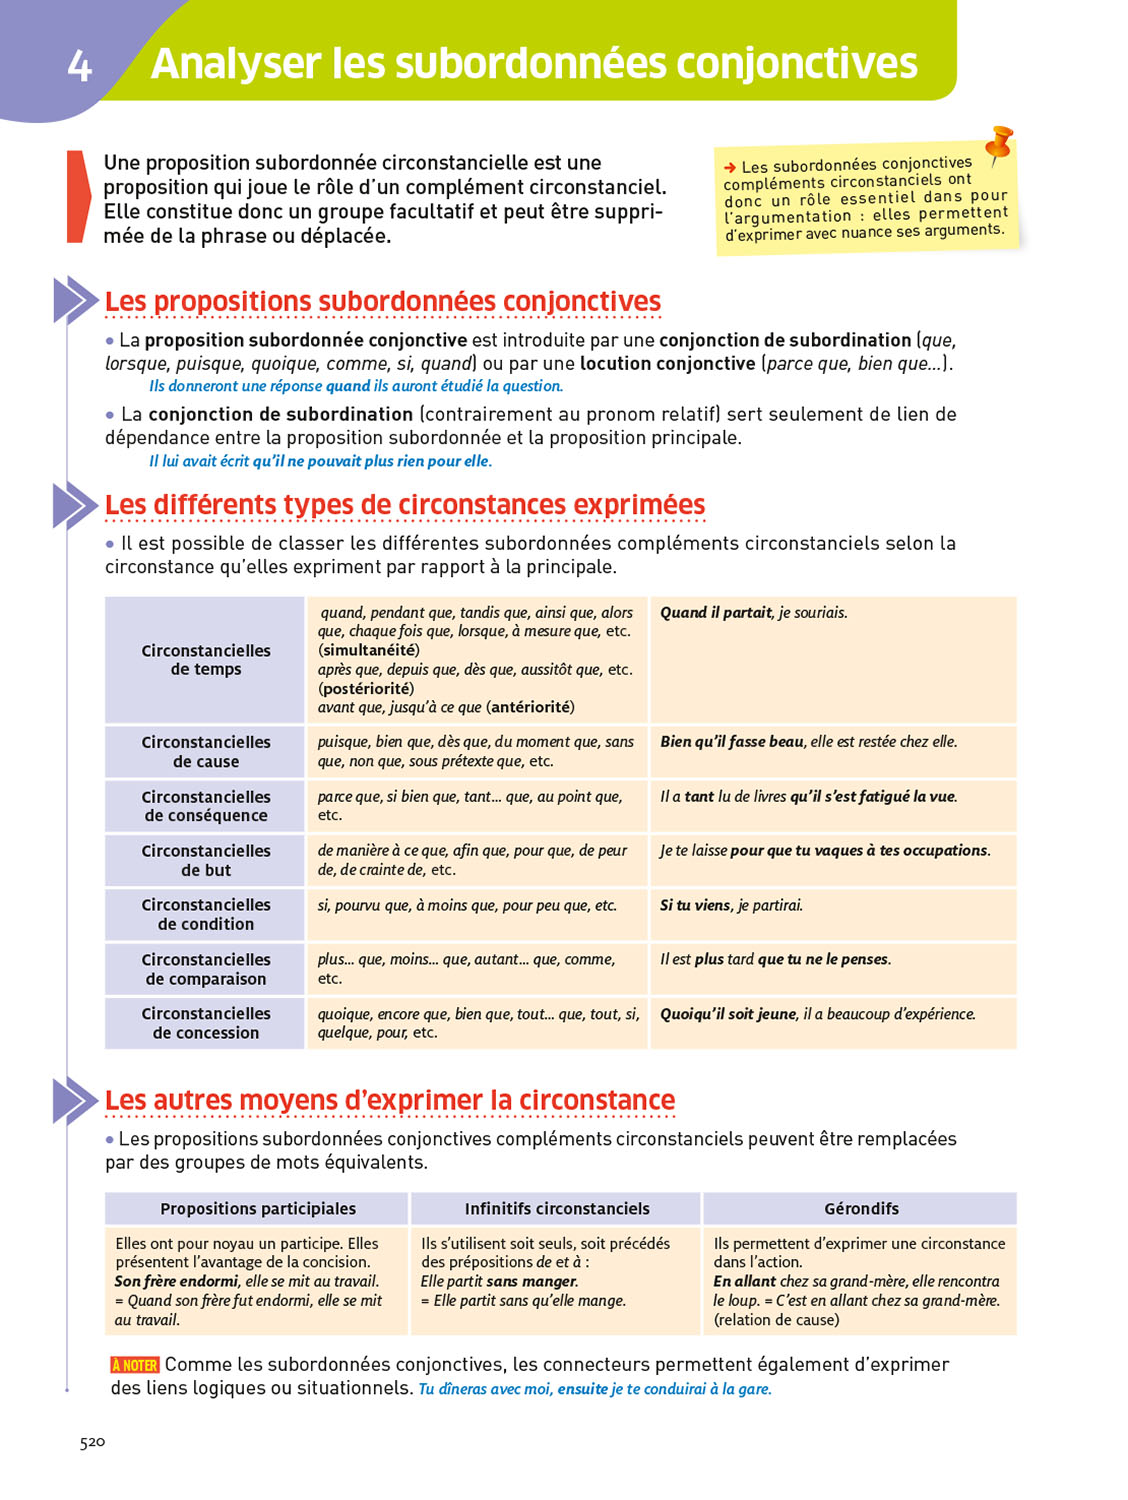 4
Analyser les subordonnées conjonctives
Une proposition subordonnée circonstancielle est une
proposition qui joue le rôle d'un complément circonstanciel.
Elle constitue donc un groupe facultatif et peut être suppri-
mée de la phrase ou déplacée.
➔ Les subordonnées conjonctives
compléments circonstanciels ont
donc un rôle essentiel dans pour
l'argumentation : elles permettent
d'exprimer avec nuance ses arguments.
Les propositions subordonnées conjonctives
• La proposition subordonnée conjonctive est introduite par une conjonction de subordination (que,
lorsque, puisque, quoique, comme, si, quand) ou par une locution conjonctive (parce que, bien que...).
Ils donneront une réponse quand ils auront étudié la question.
• La conjonction de subordination (contrairement au pronom relatif) sert seulement de lien de
dépendance entre la proposition subordonnée et la proposition principale.
Il lui avait écrit qu'il ne pouvait plus rien pour elle.
Les différents types de circonstances exprimées
• Il est possible de classer les différentes subordonnées compléments circonstanciels selon la
circonstance qu'elles expriment par rapport à la principale.
Circonstancielles
de temps
quand, pendant que, tandis que, ainsi que, alors
que, chaque fois que, lorsque, à mesure que, etc.
(simultanéité)
après que, depuis que, dès que, aussitôt que, etc.
(postériorité)
avant que, jusqu'à ce que (antériorité)
Quand il partait, je souriais.
Circonstancielles
de cause
puisque, bien que, dès que, du moment que, sans
que, non que, sous prétexte que, etc.
Bien qu'il fasse beau, elle est restée chez elle.
Circonstancielles
de conséquence
parce que, si bien que, tant... que, au point que,
etc.
Il a tant lu de livres qu'il s'est fatigué la vue.
Circonstancielles
de but
de manière à ce que, afin que, pour que, de peur
de, de crainte de, etc.
Je te laisse pour que tu vaques à tes occupations.
Circonstancielles
de condition
si, pourvu que, à moins que, pour peu que, etc.
Si tu viens, je partirai.
Circonstancielles
de comparaison
plus... que, moins... que, autant... que, comme,
etc.
Il est plus tard que tu ne le penses.
Circonstancielles
de concession
quoique, encore que, bien que, tout... que, tout, si,
quelque, pour, etc.
Quoiqu'il soit jeune, il a beaucoup d'expérience.
Les autres moyens d'exprimer la circonstance
• Les propositions subordonnées conjonctives compléments circonstanciels peuvent être remplacées
par des groupes de mots équivalents.
Propositions participiales
Infinitifs circonstanciels
Gérondifs
Elles ont pour noyau un participe. Elles
présentent l'avantage de la concision.
Son frère endormi, elle se mit au travail.
= Quand son frère fut endormi, elle se mit
au travail.
Ils s'utilisent soit seuls, soit précédés
des prépositions de et à :
Elle partit sans manger.
= Elle partit sans qu'elle mange.
Ils permettent d'exprimer une circonstance
dans l'action.
En allant chez sa grand-mère, elle rencontra
le loup. = C'est en allant chez sa grand-mère.
(relation de cause)
À NOTER Comme les subordonnées conjonctives, les connecteurs permettent également d'exprimer
des liens logiques ou situationnels. Tu dîneras avec moi, ensuite je te conduirai à la gare.
520